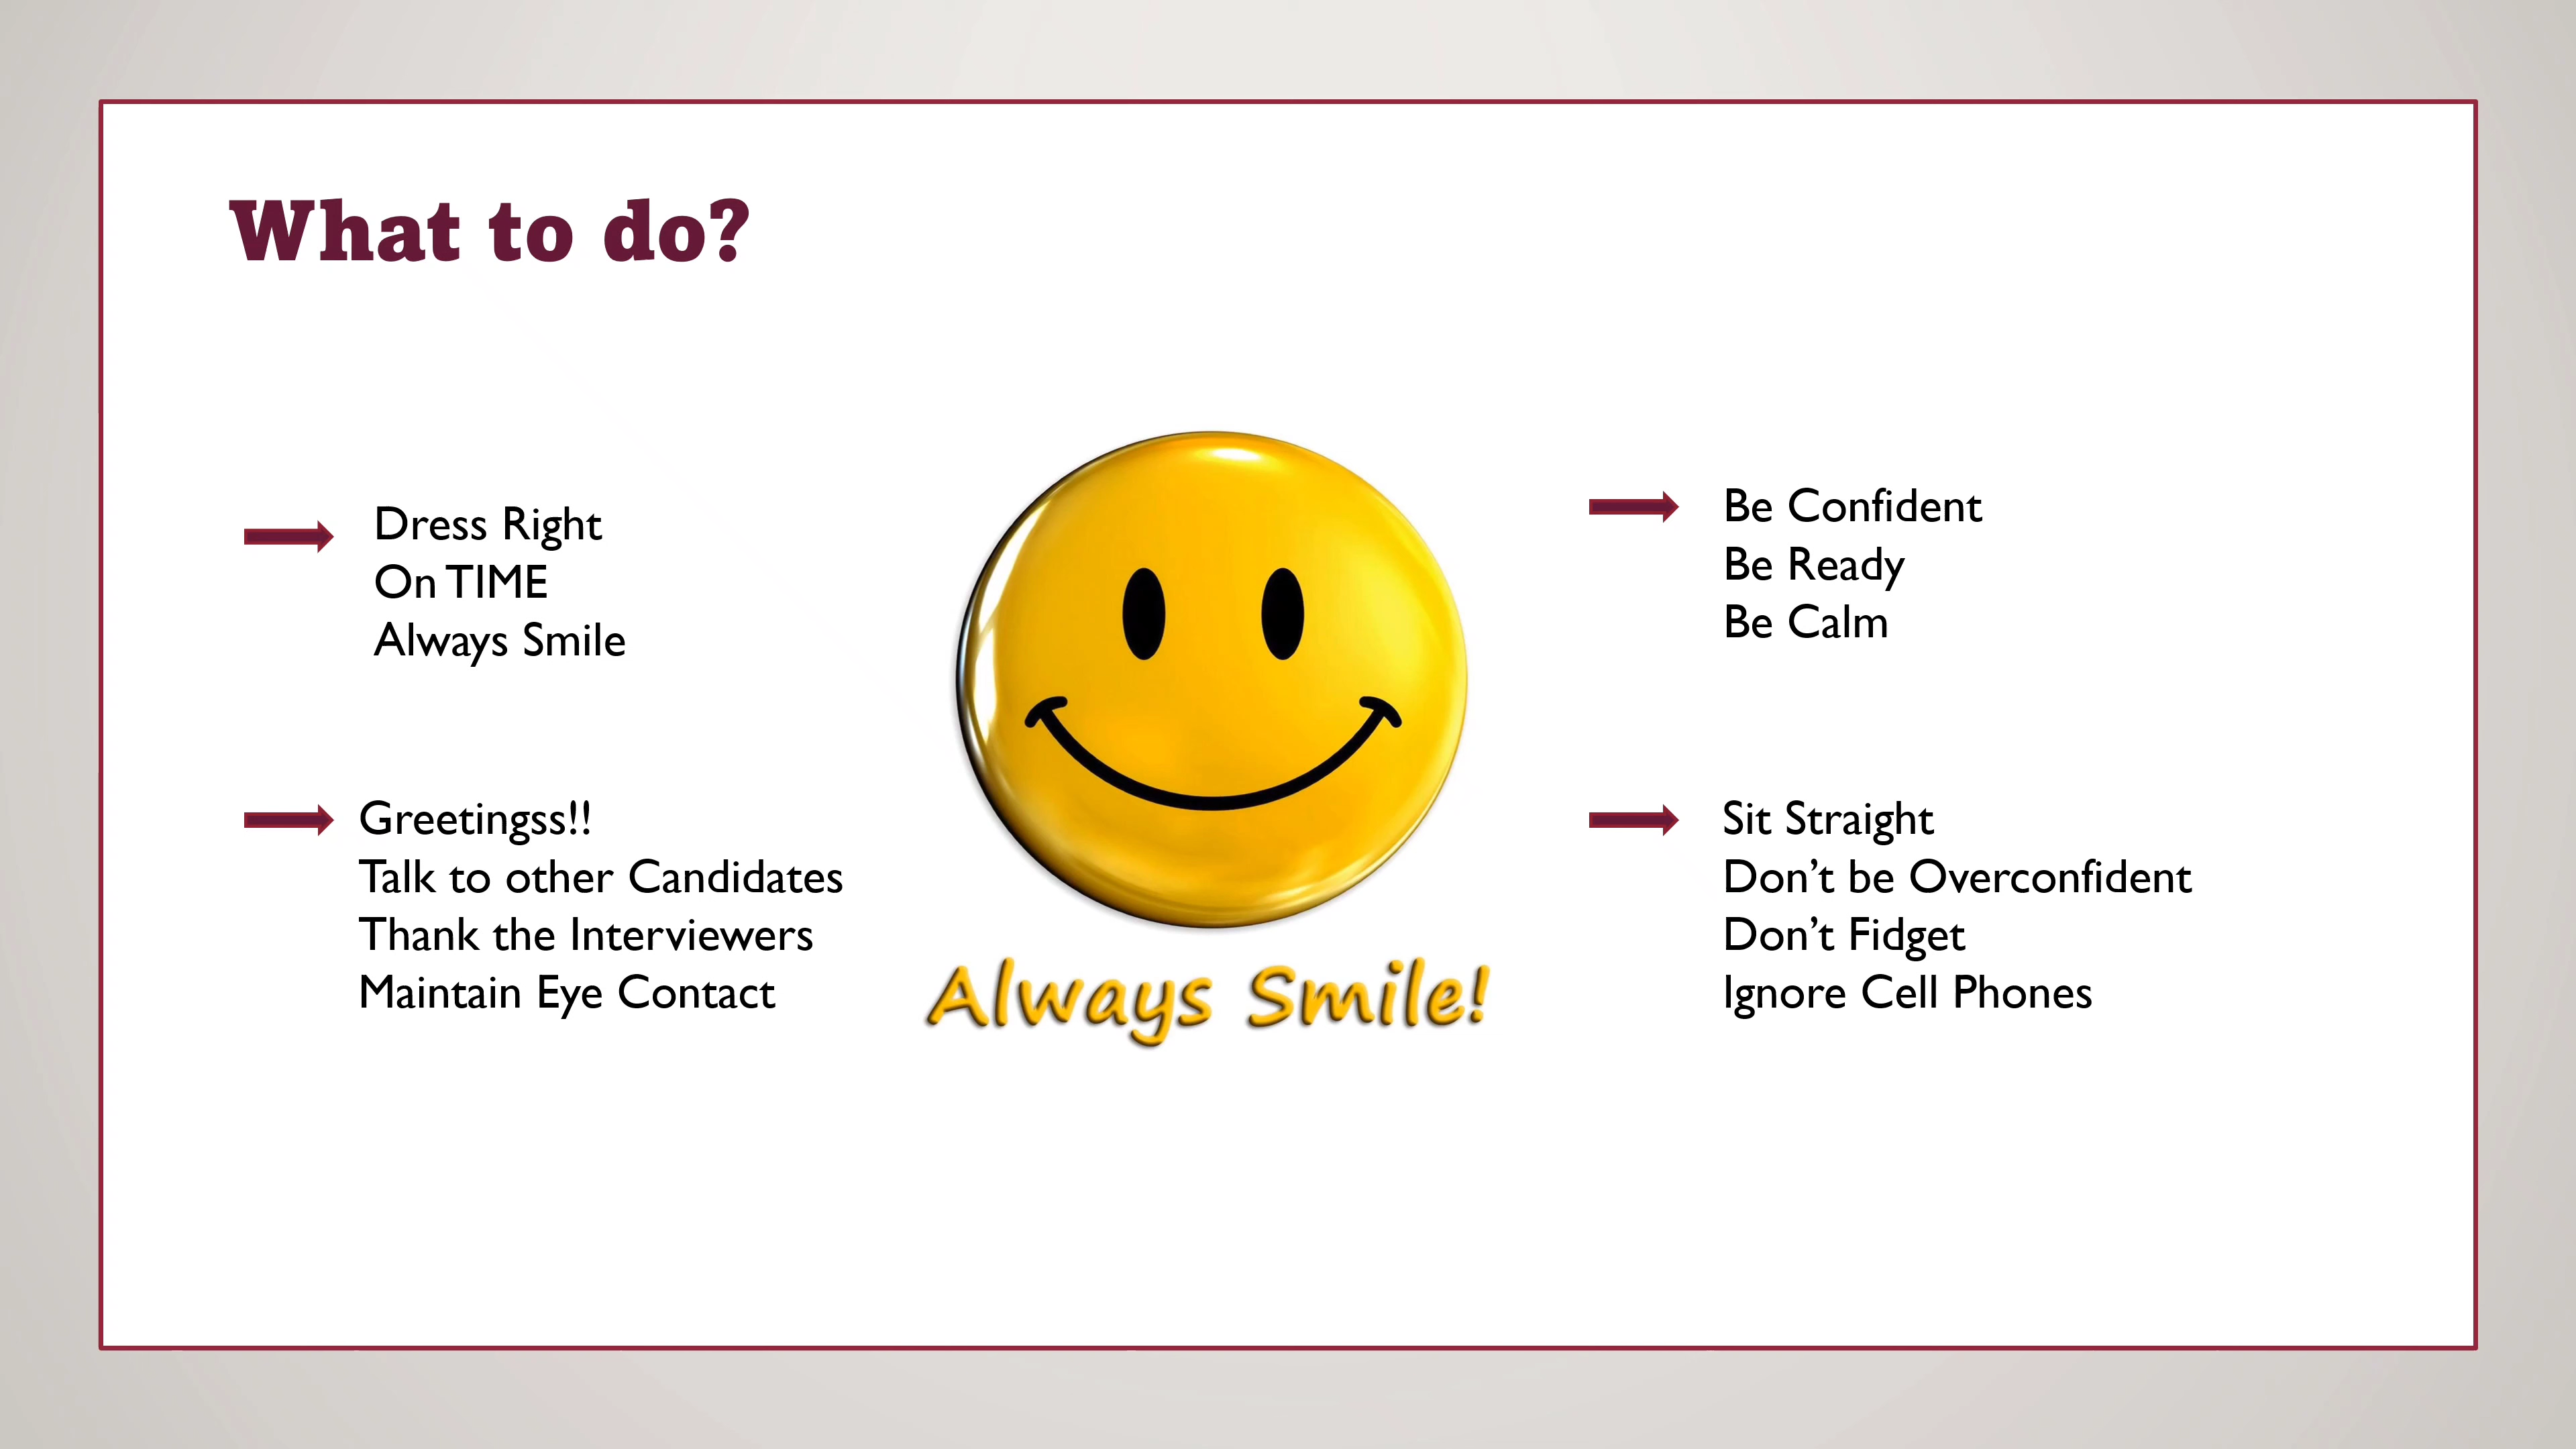 What to do?
Dress Right
On TIME
Always Smile
Greetingss!!
Talk to other Candidates
Thank the Interviewers
Maintain Eye Contact
Always Smile!
Be Confident
Be Ready
Be Calm
Sit Straight
Don’t be Overconfident
Don’t Fidget
Ignore Cell Phones